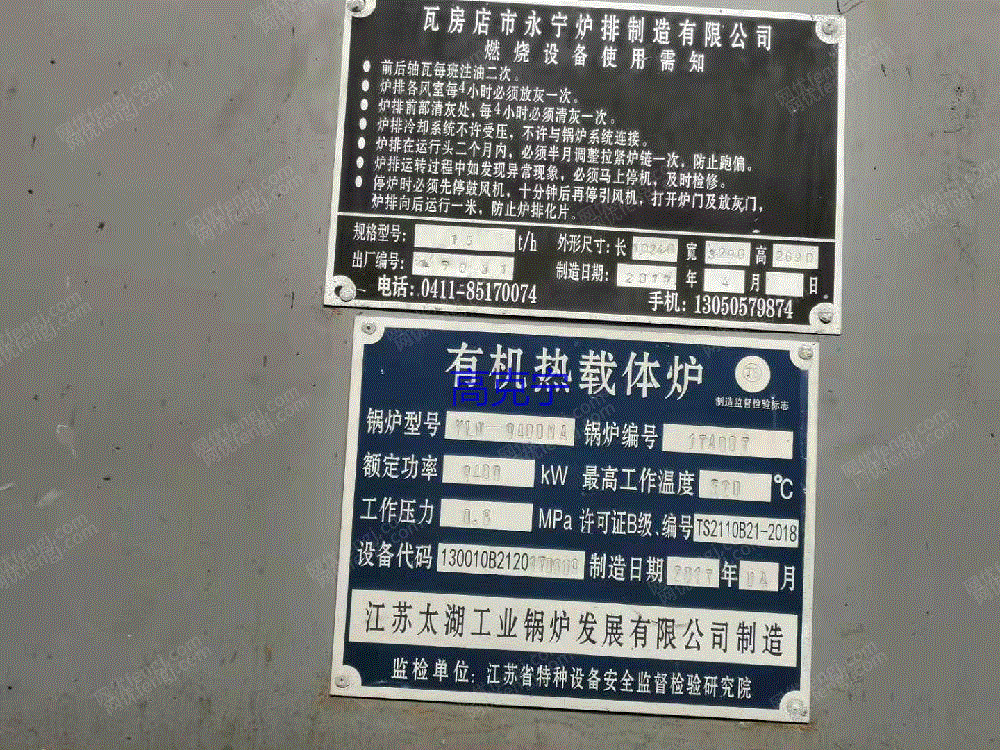 瓦房店市永宁炉排制造有限公司
燃烧设备使用需知
● 前后轴瓦每班注油二次。
● 炉排各风室每4小时必须放灰一次。
● 炉排前部清灰处，每4小时必须清灰一次。
● 炉排冷却系统不许受压，不许与锅炉系统连接。
● 炉排在运行头二个月内，必须半月调整拉紧炉链一次，防止跑偏。
● 炉排运转过程中如发现异常现象，必须马上停机，及时检修。
● 停炉时必须先停鼓风机，十分钟后再停引风机，打开炉门及放灰门，
炉排向后运行一米，防止炉排化片。
规格型号： 15 t/h 外形尺寸：长 宽 高 2690
出厂编号： 制造日期： 2017 年 4 月 日
电话：0411-85170074 手机：13050579874
有机热载体炉
制造监督检验标志
高克宁
锅炉型号 锅炉编号 17A007
额定功率 9400 kW 最高工作温度 320 ℃
工作压力 0.8 MPa 许可证B级、编号 TS2110B21-2018
设备代码 130010B2120 制造日期 2017 年 04 月
江苏太湖工业锅炉发展有限公司制造
监检单位：江苏省特种设备安全监督检验研究院